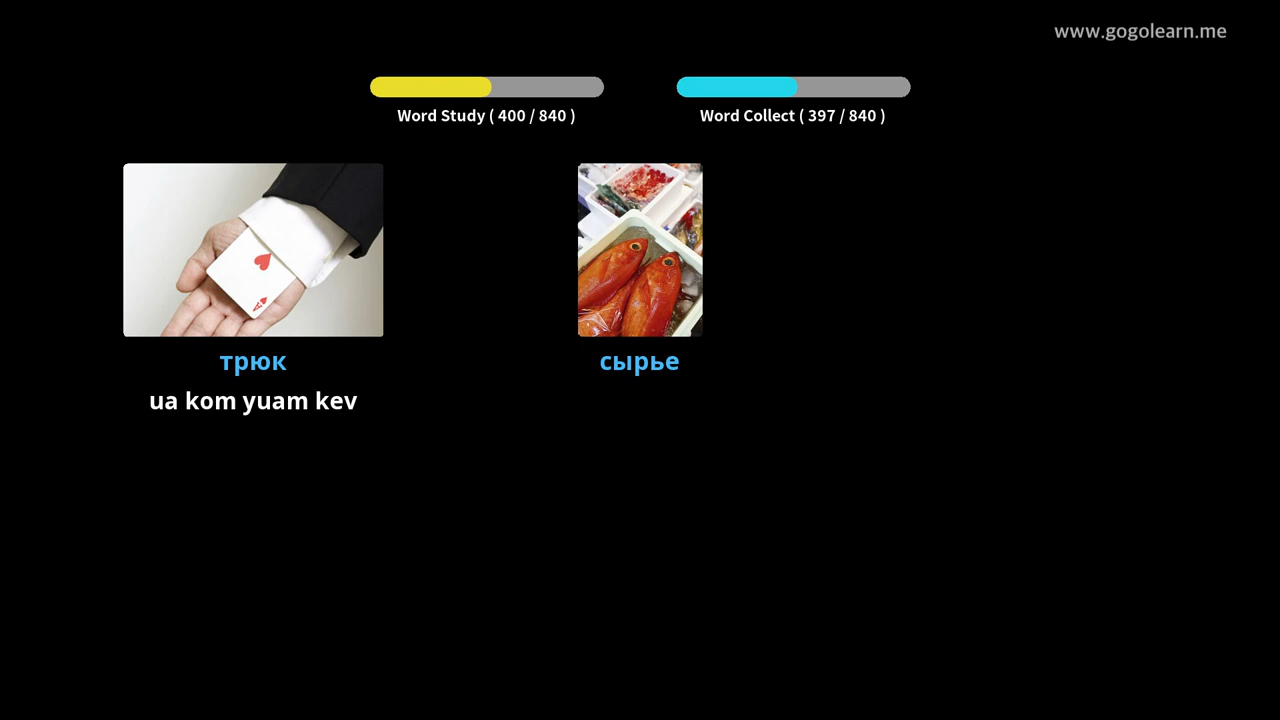 www.gogolearn.me
Word Study ( 400 / 840 )
Word Collect ( 397 / 840 )
трюк
ua kom yuam kev
сырье